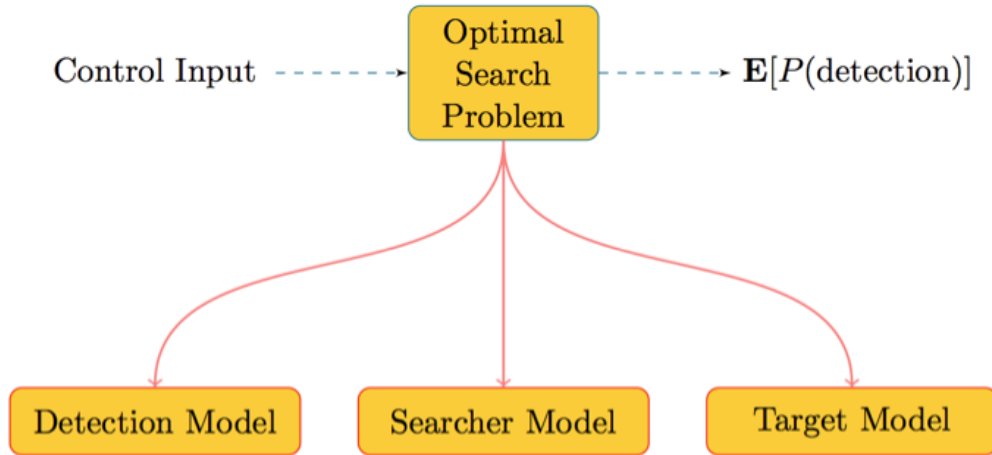 Control Input
Optimal
Search
Problem
𝐄[P(detection)]
Detection Model
Searcher Model
Target Model